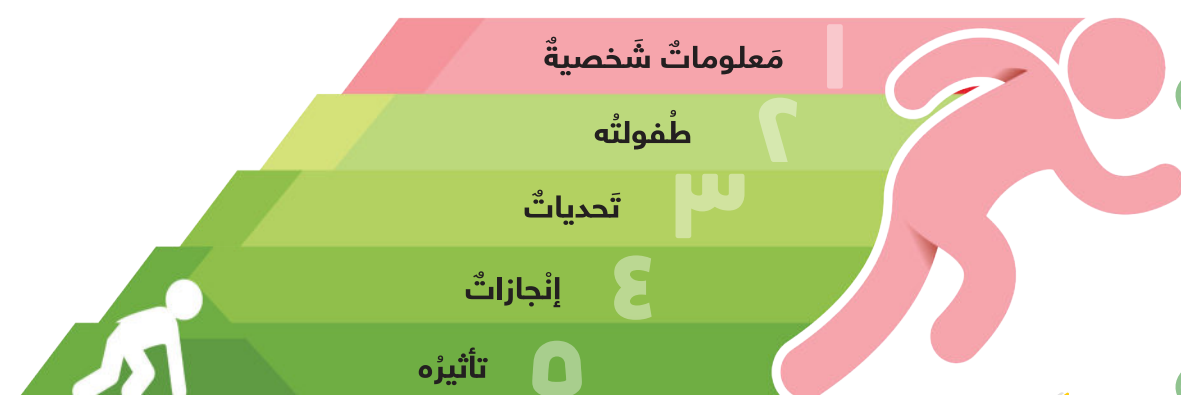 ١ مَعلوماتٌ شَخصيةٌ
٢ طُفولتُه
٣ تَحدياتٌ
٤ إنْجازاتٌ
٥ تأثيرُه